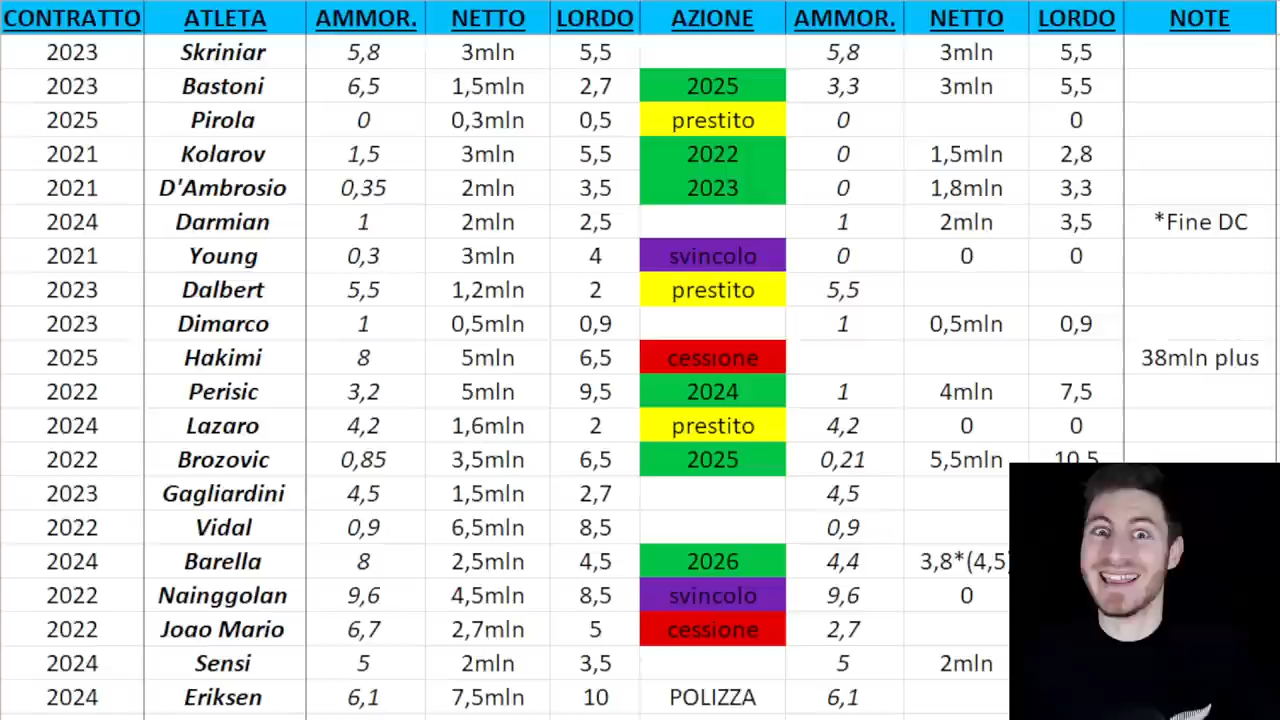 CONTRATTO ATLETA AMMOR. NETTO LORDO AZIONE AMMOR. NETTO LORDO NOTE
2023 Skriniar 5,8 3mln 5,5 5,8 3mln 5,5
2023 Bastoni 6,5 1,5mln 2,7 2025 3,3 3mln 5,5
2025 Pirola 0 0,3mln 0,5 prestito 0 0
2021 Kolarov 1,5 3mln 5,5 2022 0 1,5mln 2,8
2021 D'Ambrosio 0,35 2mln 3,5 2023 0 1,8mln 3,3
2024 Darmian 1 2mln 2,5 1 2mln 3,5 *Fine DC
2021 Young 0,3 3mln 4 svincolo 0 0 0
2023 Dalbert 5,5 1,2mln 2 prestito 5,5
2023 Dimarco 1 0,5mln 0,9 1 0,5mln 0,9
2025 Hakimi 8 5mln 6,5 cessione 38mln plus
2022 Perisic 3,2 5mln 9,5 2024 1 4mln 7,5
2024 Lazaro 4,2 1,6mln 2 prestito 4,2 0 0
2022 Brozovic 0,85 3,5mln 6,5 2025 0,21 5,5mln 10,5
2023 Gagliardini 4,5 1,5mln 2,7 4,5
2022 Vidal 0,9 6,5mln 8,5 0,9
2024 Barella 8 2,5mln 4,5 2026 4,4 3,8*(4,5)
2022 Nainggolan 9,6 4,5mln 8,5 svincolo 9,6 0
2022 Joao Mario 6,7 2,7mln 5 cessione 2,7
2024 Sensi 5 2mln 3,5 5 2mln
2024 Eriksen 6,1 7,5mln 10 POLIZZA 6,1